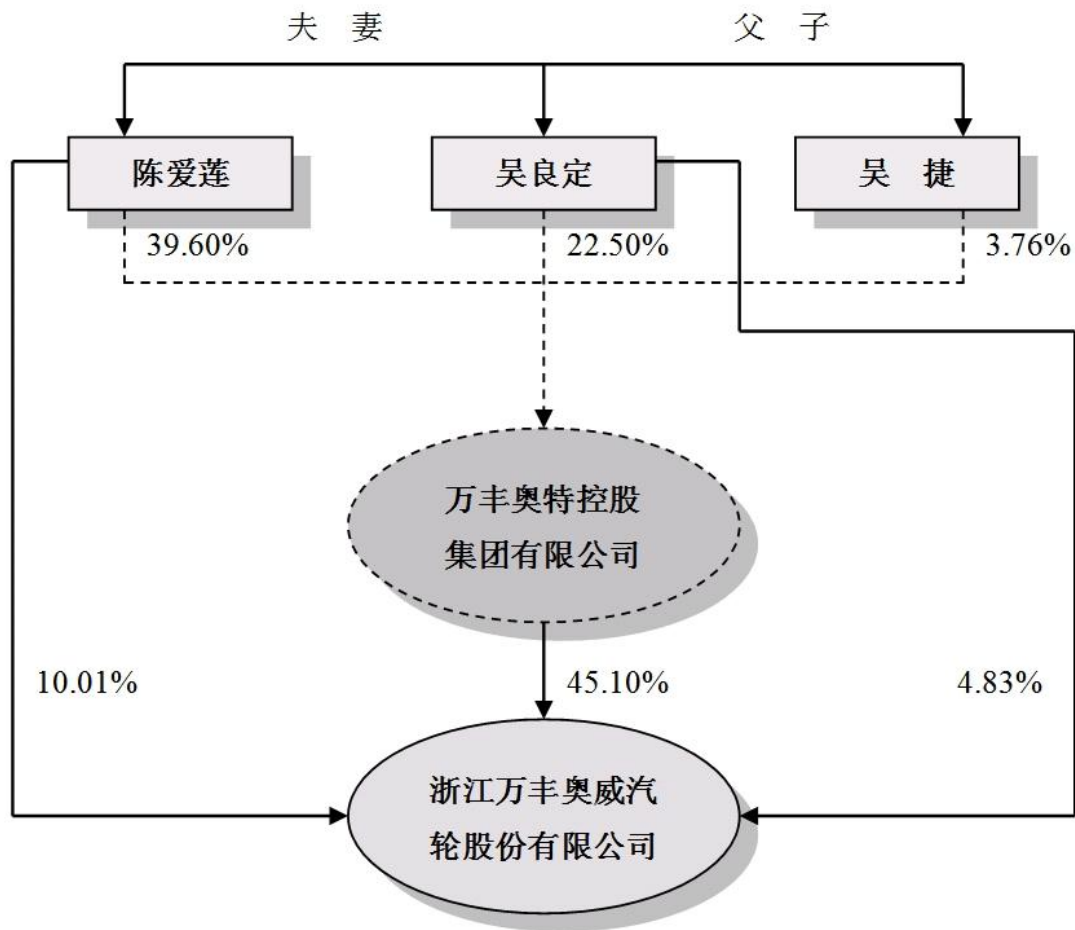 夫 妻 父 子
陈爱莲 吴良定 吴 捷
39.60% 22.50% 3.76%
万丰奥特控股
集团有限公司
10.01% 45.10% 4.83%
浙江万丰奥威汽
轮股份有限公司